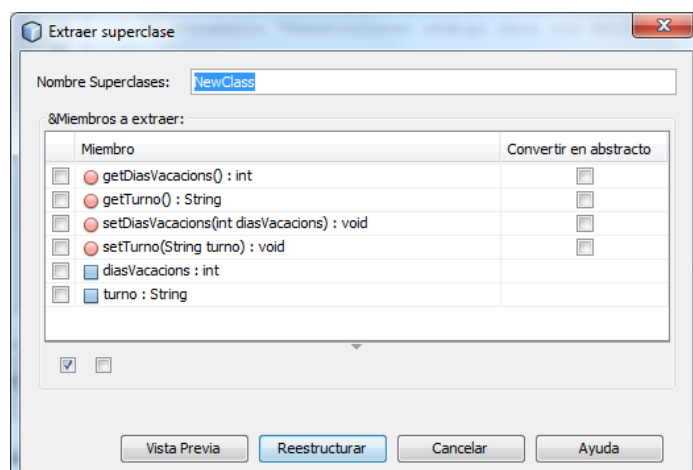 Extraer superclase
Nombre Superclases: NewClass
&Miembros a extraer:
Miembro Convertir en abstracto
getDiasVacacions() : int
getTurno() : String
setDiasVacacions(int diasVacacions) : void
setTurno(String turno) : void
diasVacacions : int
turno : String
Vista Previa Reestructurar Cancelar Ayuda